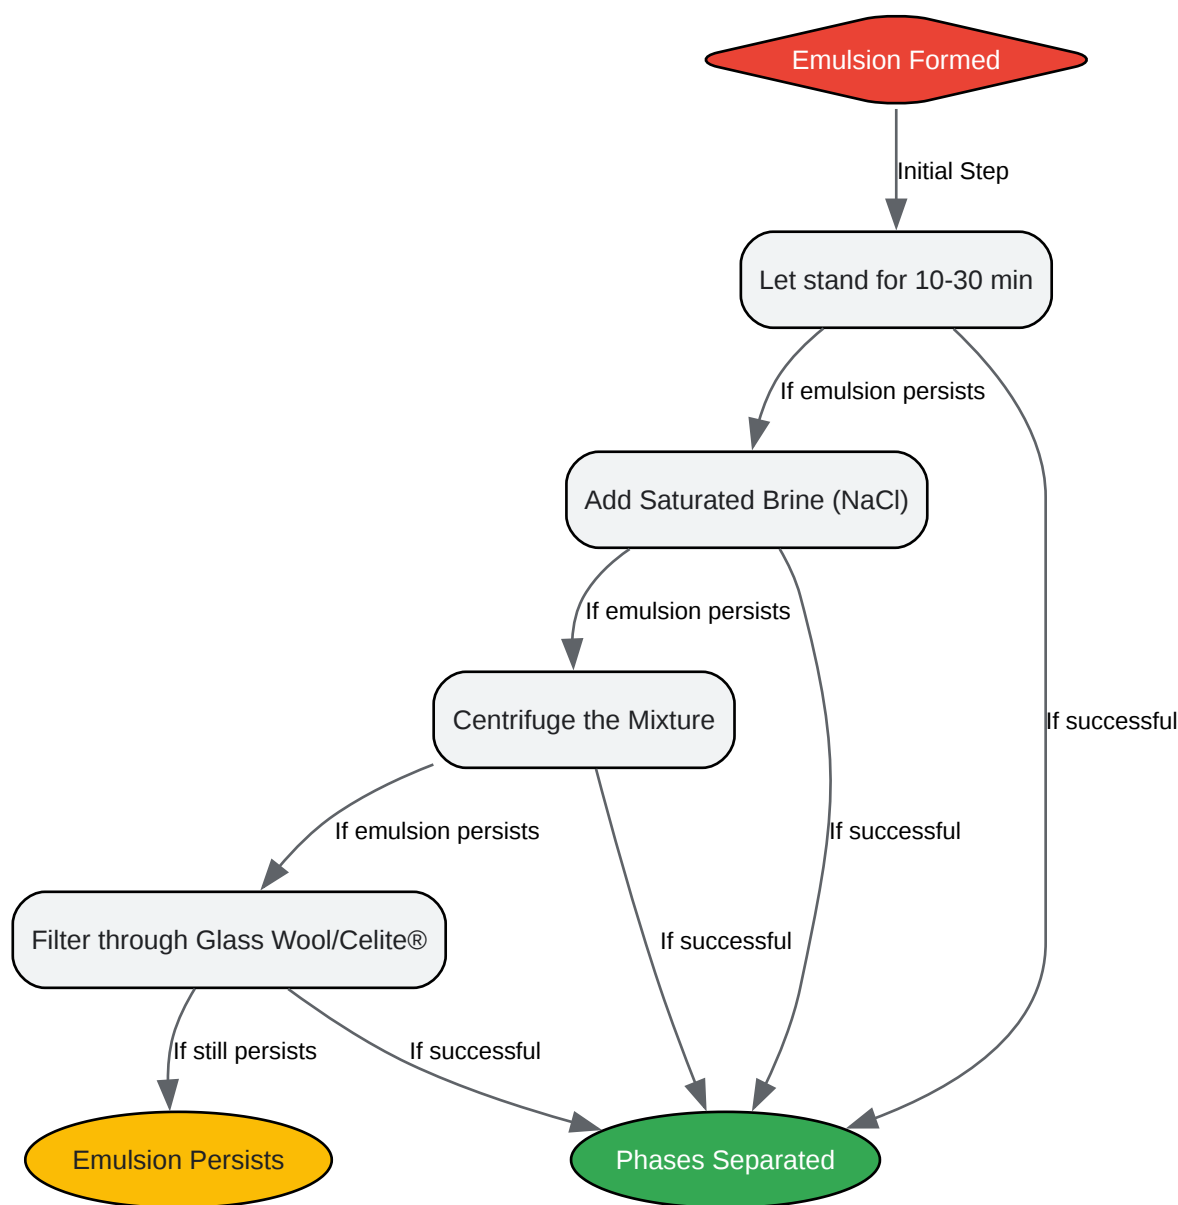 Emulsion Formed
Initial Step
Let stand for 10-30 min
If emulsion persists
Add Saturated Brine (NaCl)
If emulsion persists
Centrifuge the Mixture
If successful
If emulsion persists
If successful
Filter through Glass Wool/Celite®
If successful
If still persists
If successful
Emulsion Persists
Phases Separated